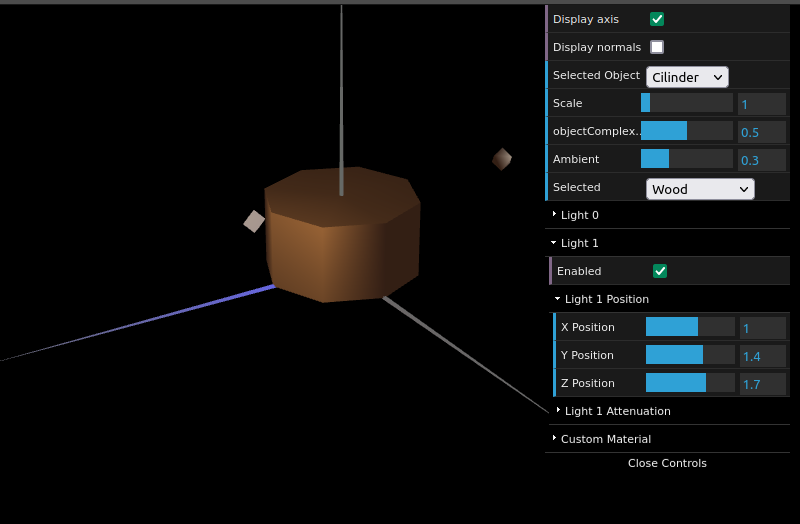 Display axis
Display normals
Selected Object Cilinder
Scale 1
objectComplex... 0.5
Ambient 0.3
Selected Wood
Light 0
Light 1
Enabled
Light 1 Position
X Position 1
Y Position 1.4
Z Position 1.7
Light 1 Attenuation
Custom Material
Close Controls